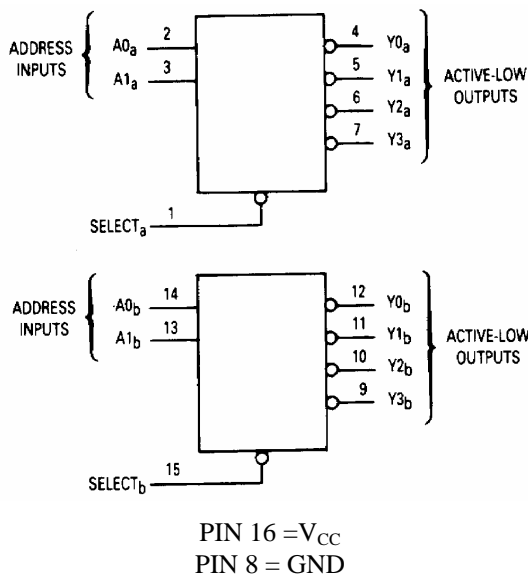 ADDRESS
INPUTS
A0a
2
A1a
3
4
Y0a
5
Y1a
6
Y2a
7
Y3a
ACTIVE-LOW
OUTPUTS
SELECTa
1
ADDRESS
INPUTS
A0b
14
A1b
13
12
Y0b
11
Y1b
10
Y2b
9
Y3b
ACTIVE-LOW
OUTPUTS
SELECTb
15
PIN 16 =VCC
PIN 8 = GND